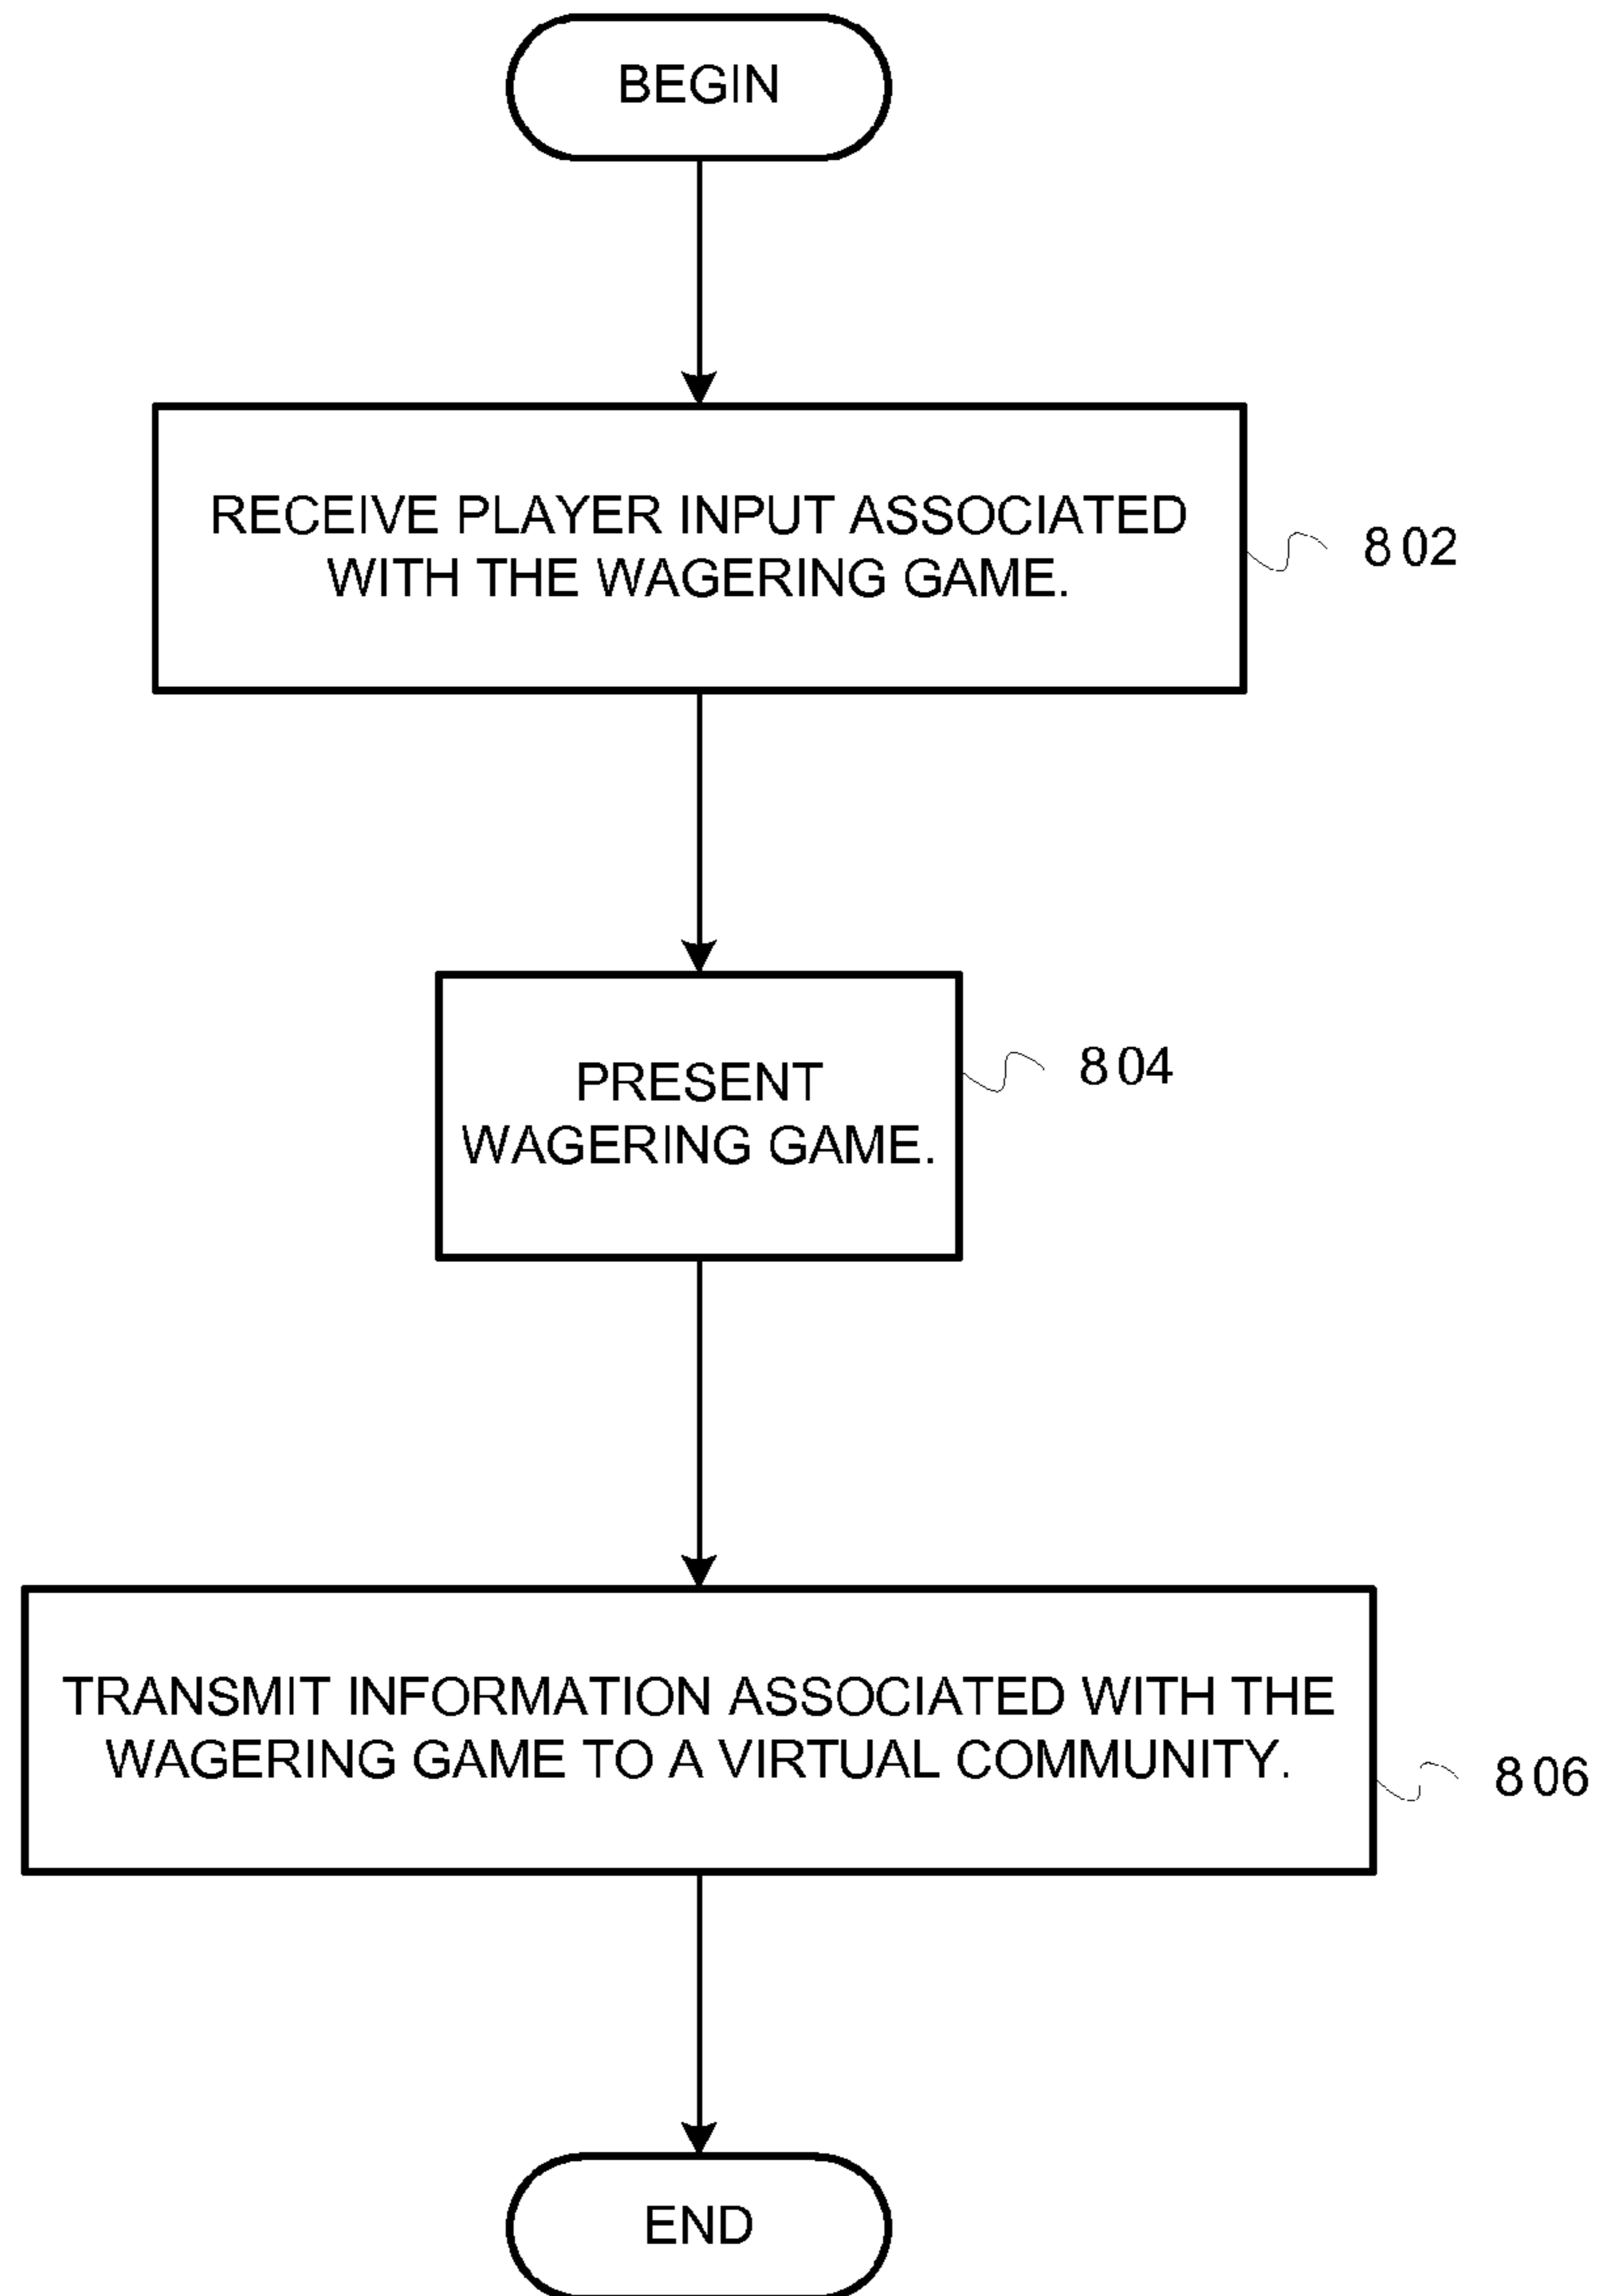 BEGIN
RECEIVE PLAYER INPUT ASSOCIATED
WITH THE WAGERING GAME.
802
PRESENT
WAGERING GAME.
804
TRANSMIT INFORMATION ASSOCIATED WITH THE
WAGERING GAME TO A VIRTUAL COMMUNITY.
806
END